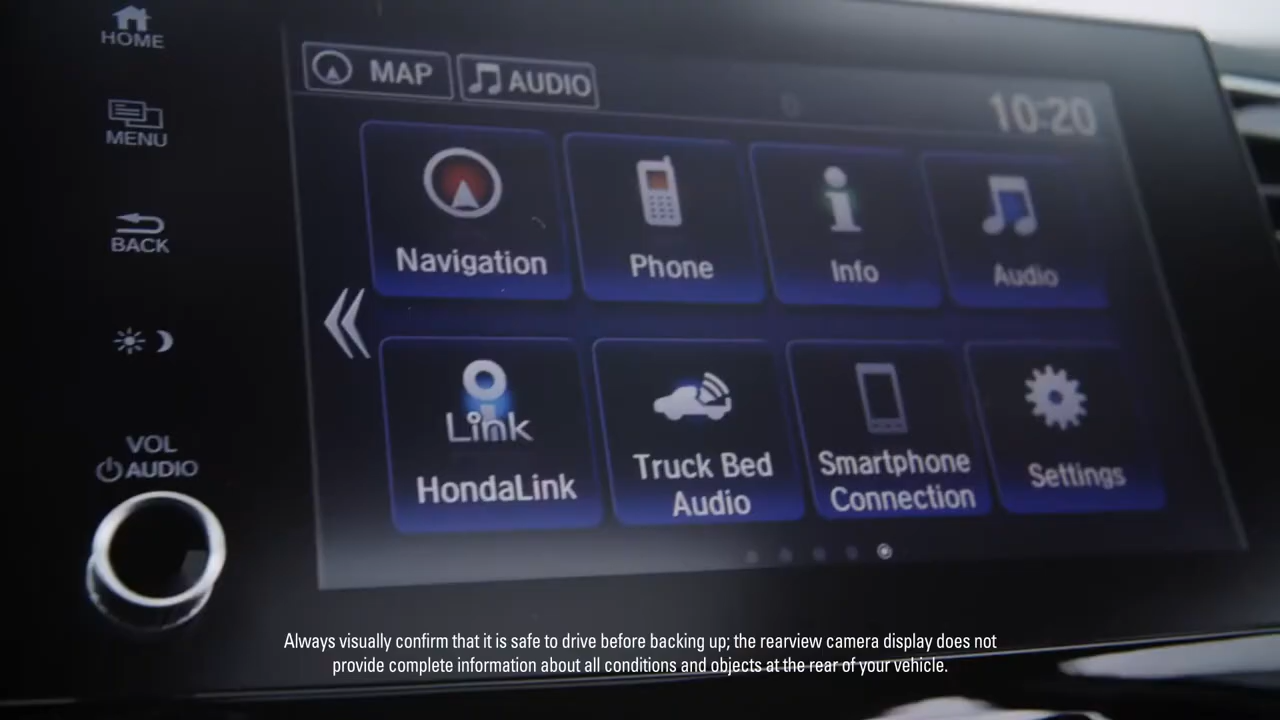 HOME
MENU
BACK
VOL
AUDIO
MAP
AUDIO
10:20
Navigation
Phone
Info
Audio
Link
HondaLink
Truck Bed
Audio
Smartphone
Connection
Settings
Always visually confirm that it is safe to drive before backing up; the rearview camera display does not
provide complete information about all conditions and objects at the rear of your vehicle.